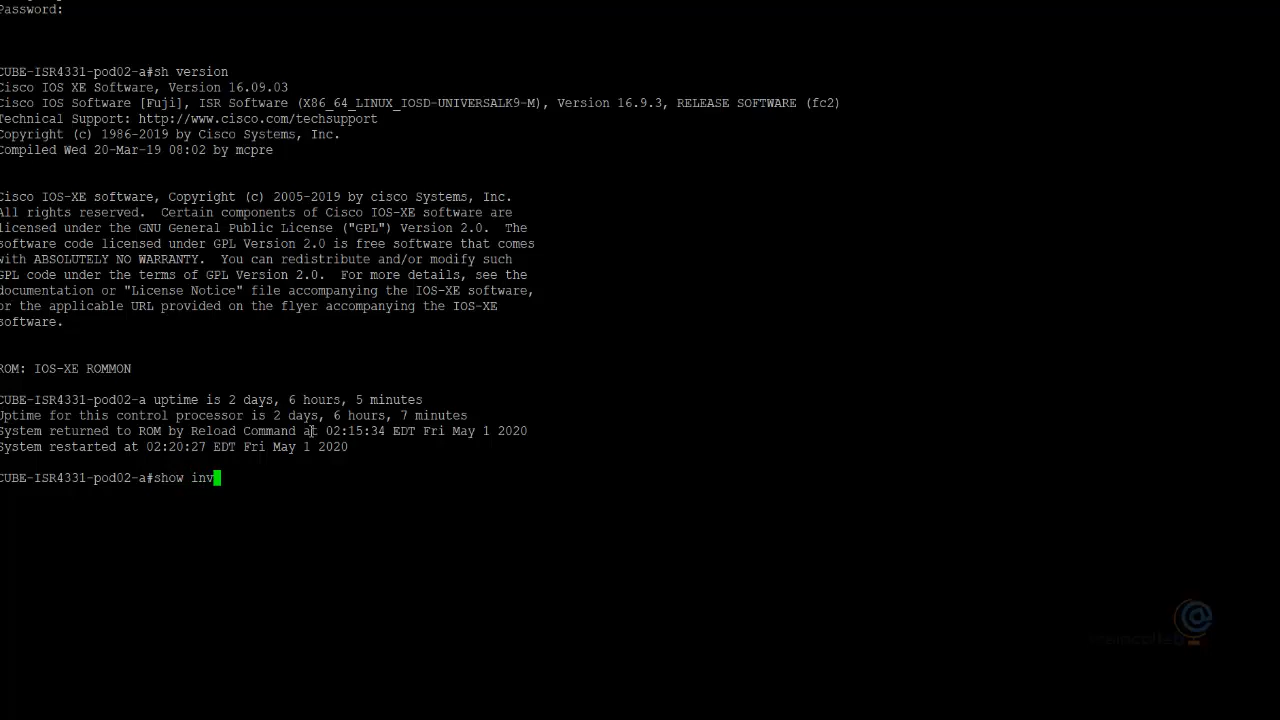 Password:
CUBE-ISR4331-pod02-a#sh version
Cisco IOS XE Software, Version 16.09.03
Cisco IOS Software [Fuji], ISR Software (X86_64_LINUX_IOSD-UNIVERSALK9-M), Version 16.9.3, RELEASE SOFTWARE (fc2)
Technical Support: http://www.cisco.com/techsupport
Copyright (c) 1986-2019 by Cisco Systems, Inc.
Compiled Wed 20-Mar-19 08:02 by mcpre
Cisco IOS-XE software, Copyright (c) 2005-2019 by cisco Systems, Inc.
All rights reserved.  Certain components of Cisco IOS-XE software are
licensed under the GNU General Public License ("GPL") Version 2.0.  The
software code licensed under GPL Version 2.0 is free software that comes
with ABSOLUTELY NO WARRANTY.  You can redistribute and/or modify such
GPL code under the terms of GPL Version 2.0.  For more details, see the
documentation or "License Notice" file accompanying the IOS-XE software,
or the applicable URL provided on the flyer accompanying the IOS-XE
software.
ROM: IOS-XE ROMMON
CUBE-ISR4331-pod02-a uptime is 2 days, 6 hours, 5 minutes
Uptime for this control processor is 2 days, 6 hours, 7 minutes
System returned to ROM by Reload Command at 02:15:34 EDT Fri May 1 2020
System restarted at 02:20:27 EDT Fri May 1 2020
CUBE-ISR4331-pod02-a#show inv